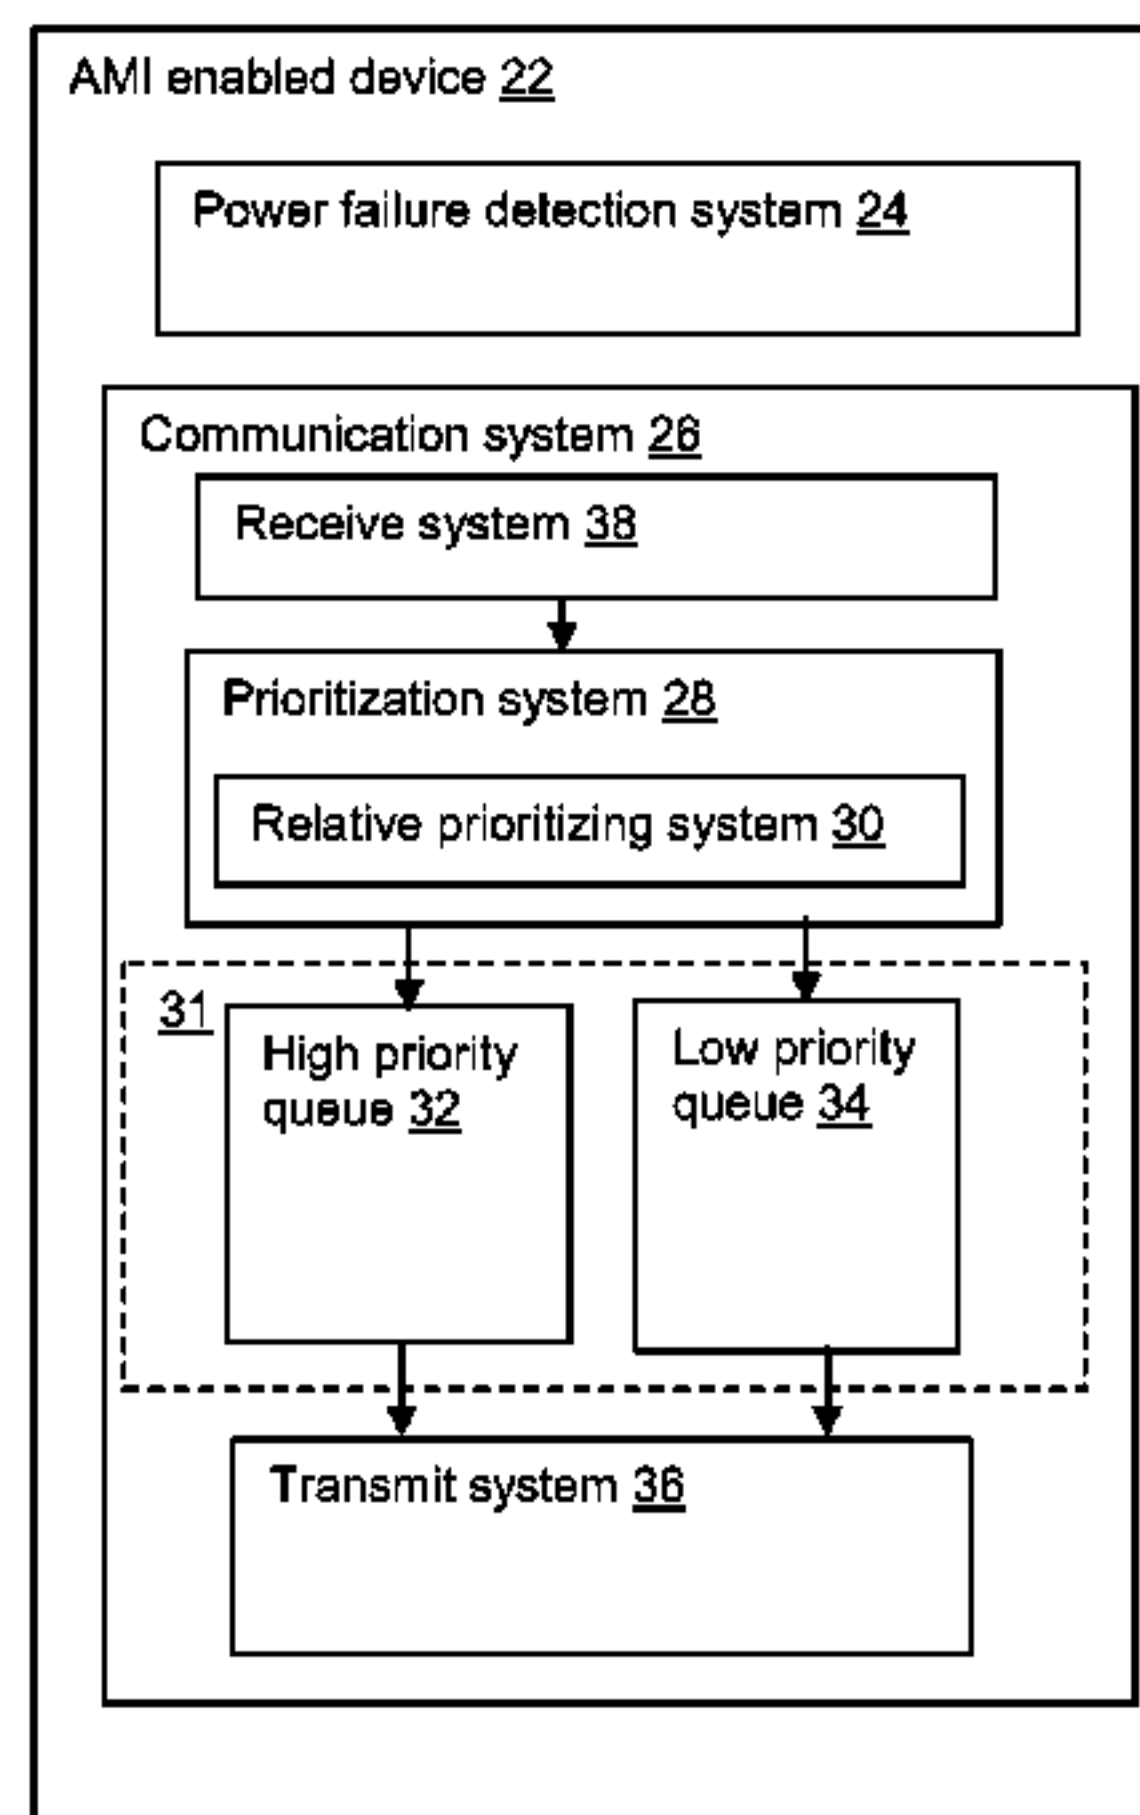 AMI enabled device 22
Power failure detection system 24
Communication system 26
Receive system 38
Prioritization system 28
Relative prioritizing system 30
31
High priority
queue 32
Low priority
queue 34
Transmit system 36